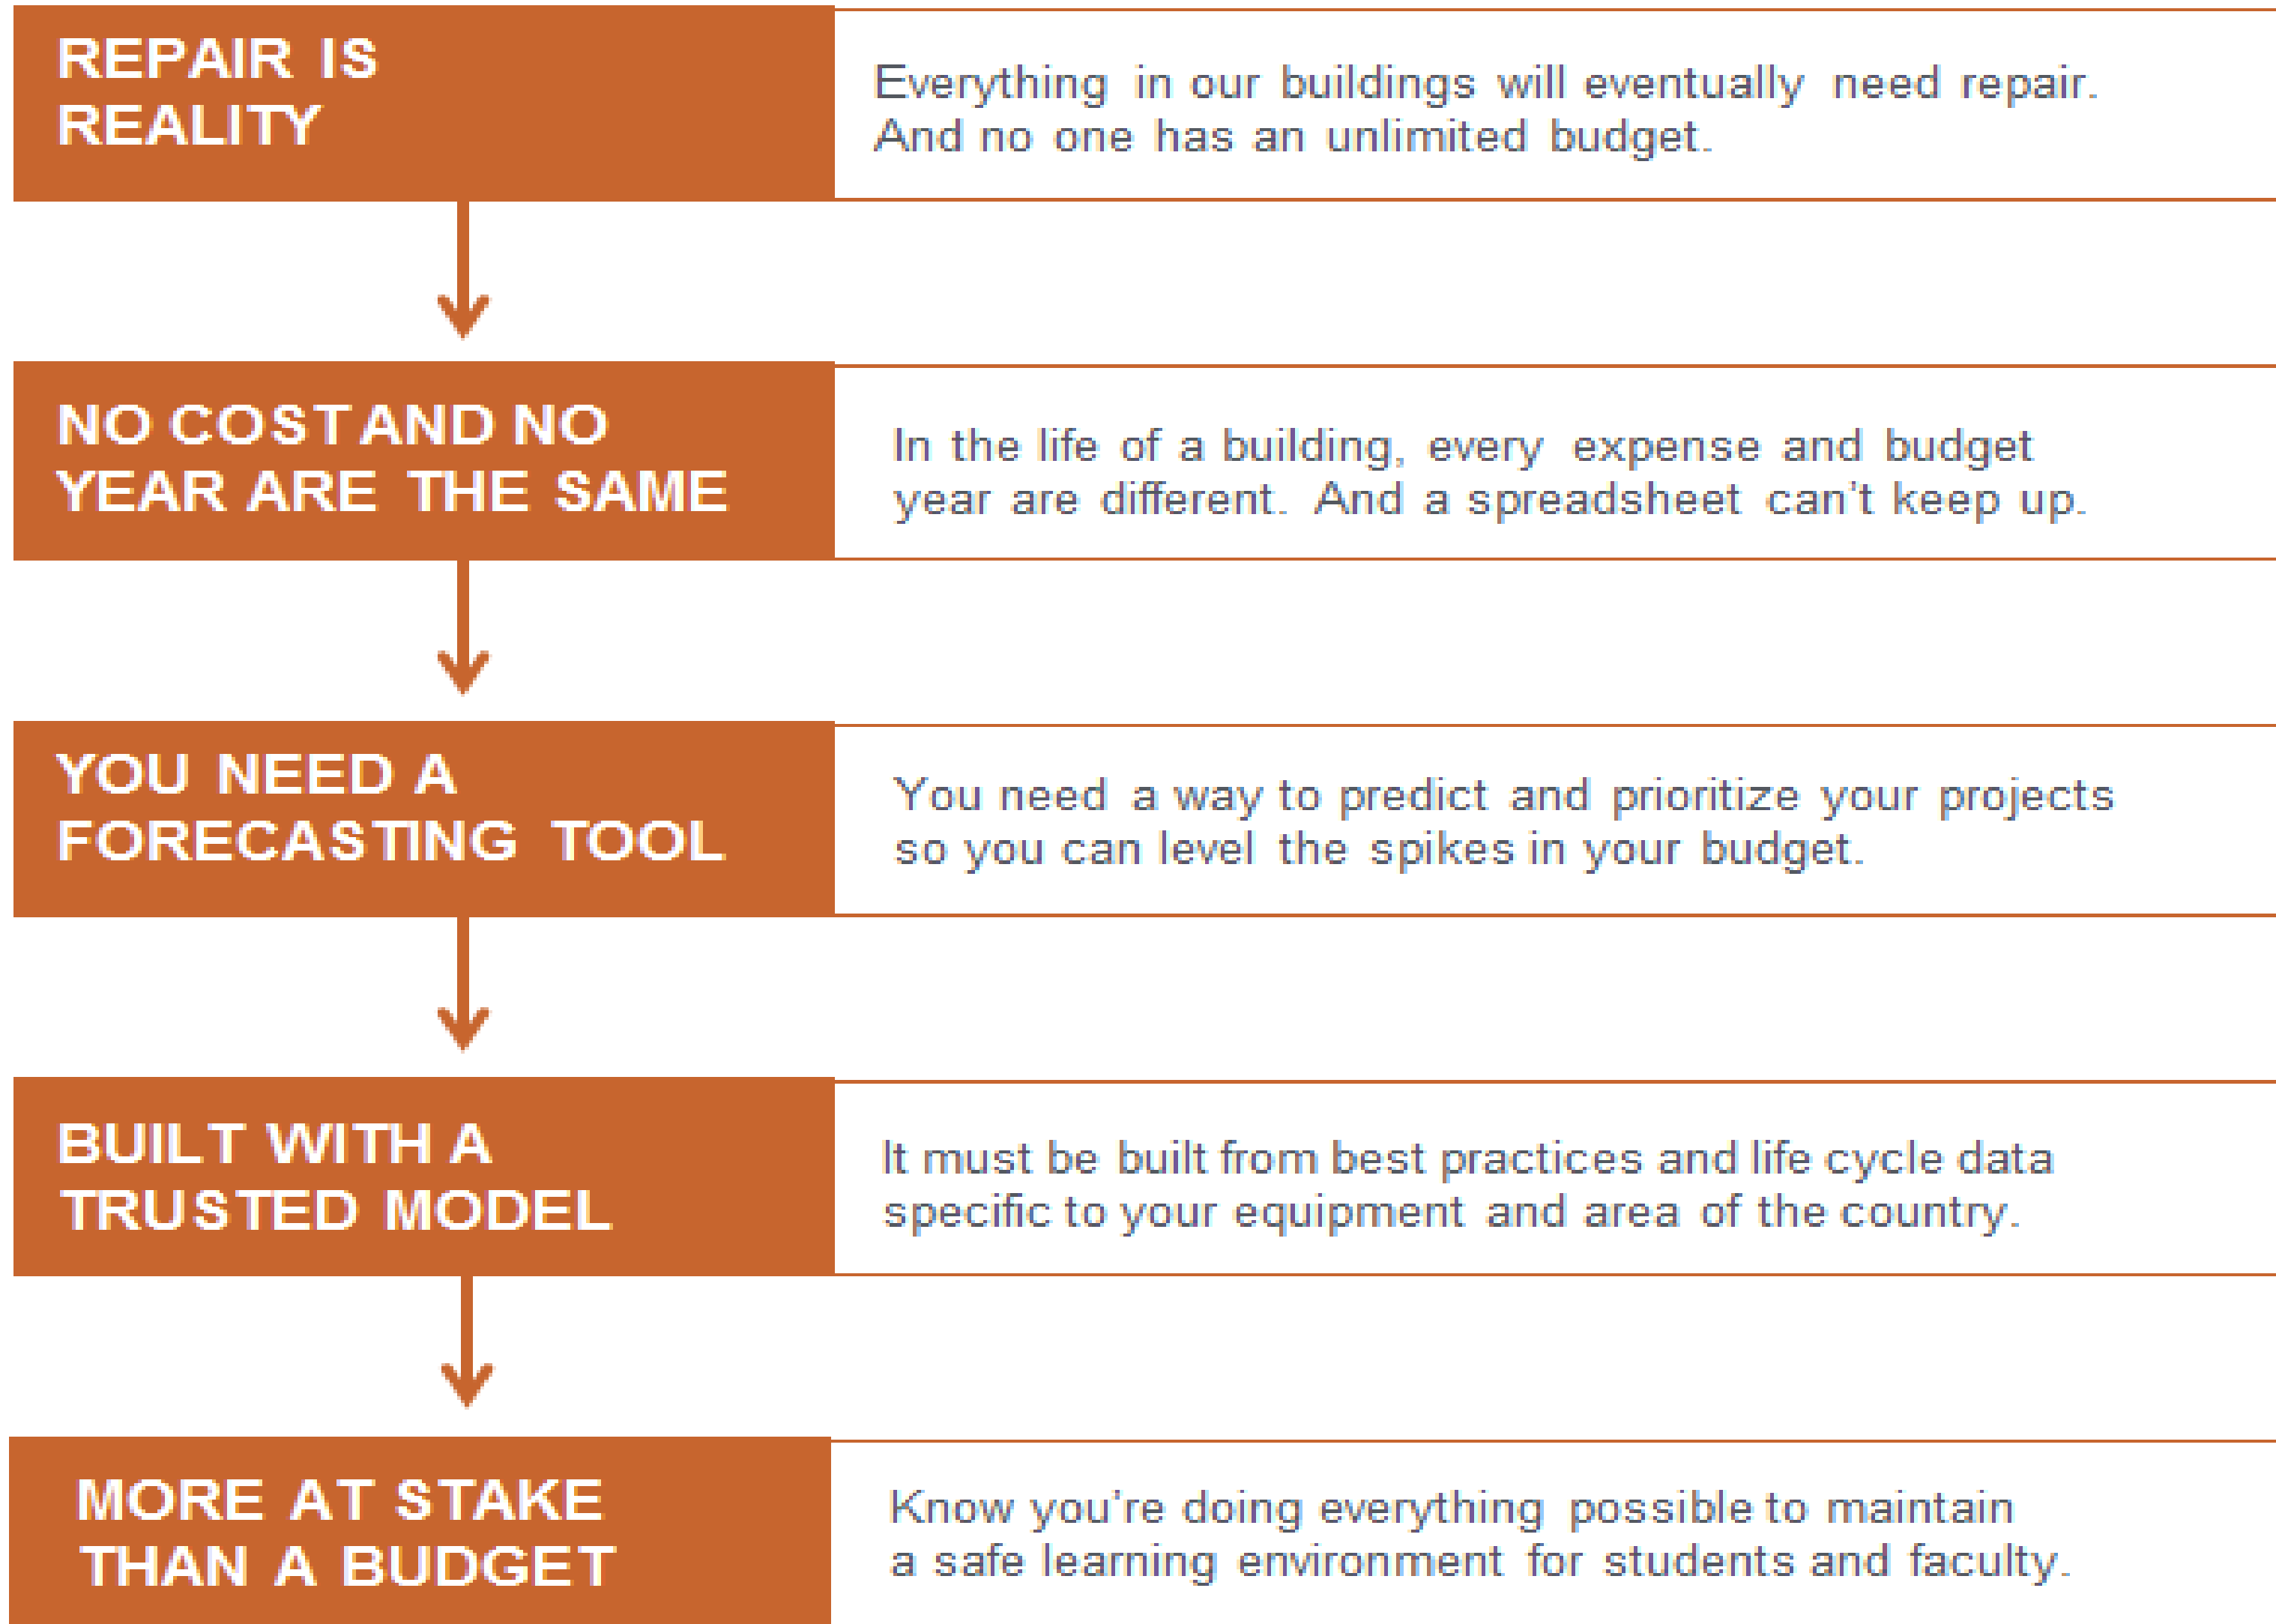 REPAIR IS
REALITY
Everything in our buildings will eventually need repair.
And no one has an unlimited budget.
NO COST AND NO
YEAR ARE THE SAME
In the life of a building, every expense and budget
year are different. And a spreadsheet can't keep up.
YOU NEED A
FORECASTING TOOL
You need a way to predict and prioritize your projects
so you can level the spikes in your budget.
BUILT WITH A
TRUSTED MODEL
It must be built from best practices and life cycle data
specific to your equipment and area of the country.
MORE AT STAKE
THAN A BUDGET
Know you're doing everything possible to maintain
a safe learning environment for students and faculty.